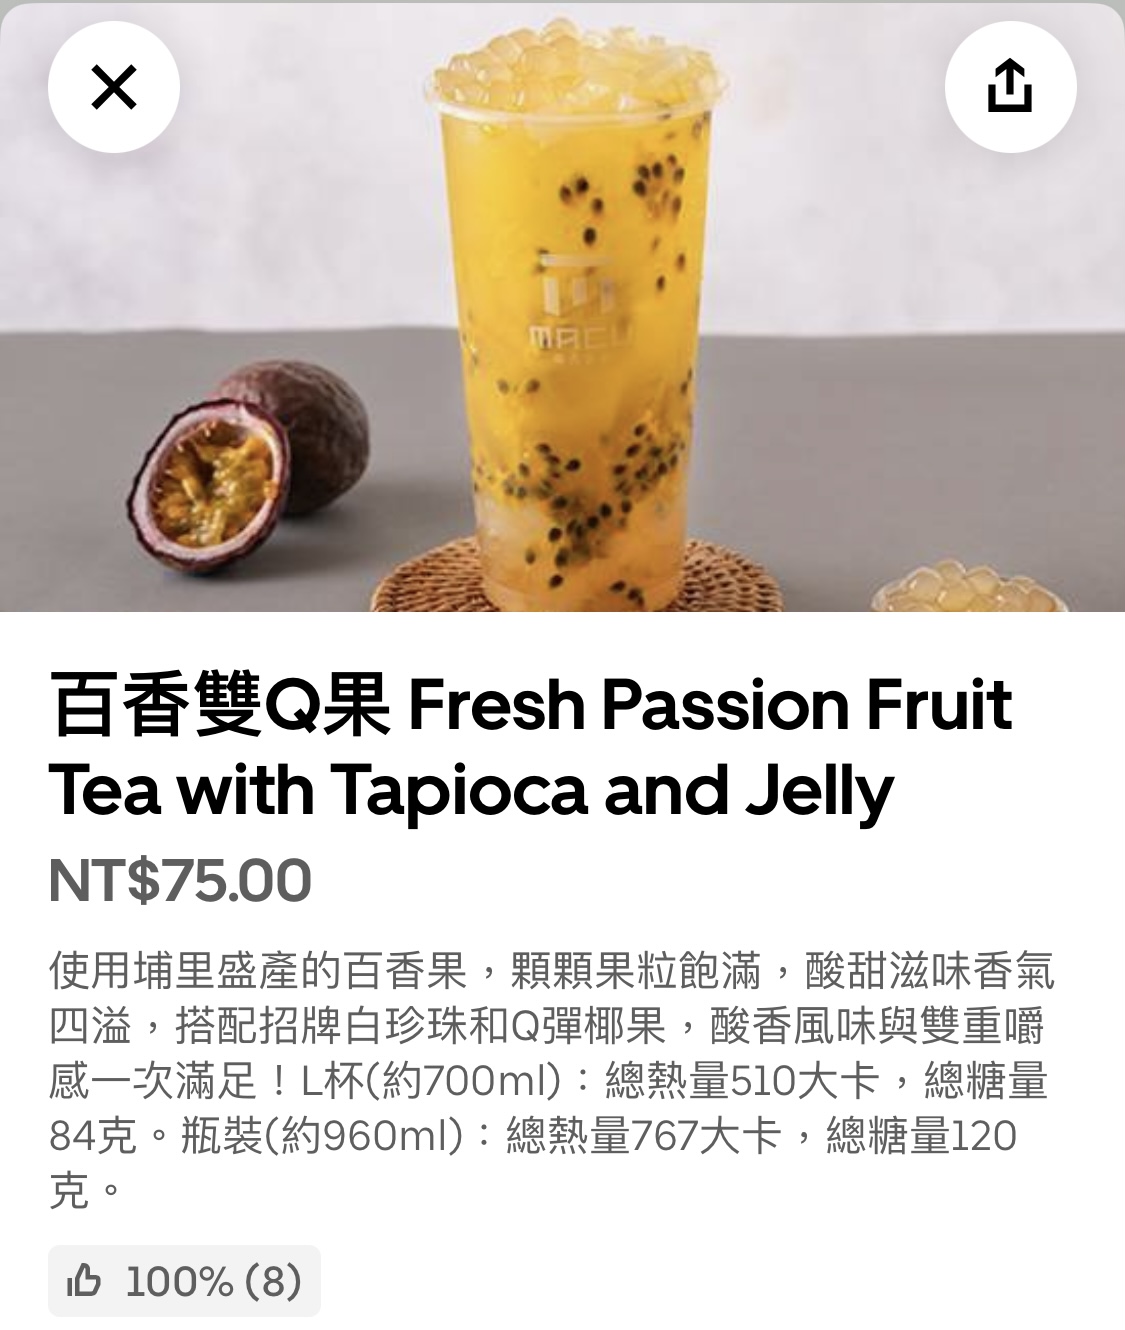 MACU
百香雙Q果 Fresh Passion Fruit
Tea with Tapioca and Jelly
NT$75.00
使用埔里盛產的百香果，顆顆果粒飽滿，酸甜滋味香氣
四溢，搭配招牌白珍珠和Q彈椰果，酸香風味與雙重嚼
感一次滿足！L杯(約700ml)：總熱量510大卡，總糖量
84克。瓶裝(約960ml)：總熱量767大卡，總糖量120
克。
100% (8)